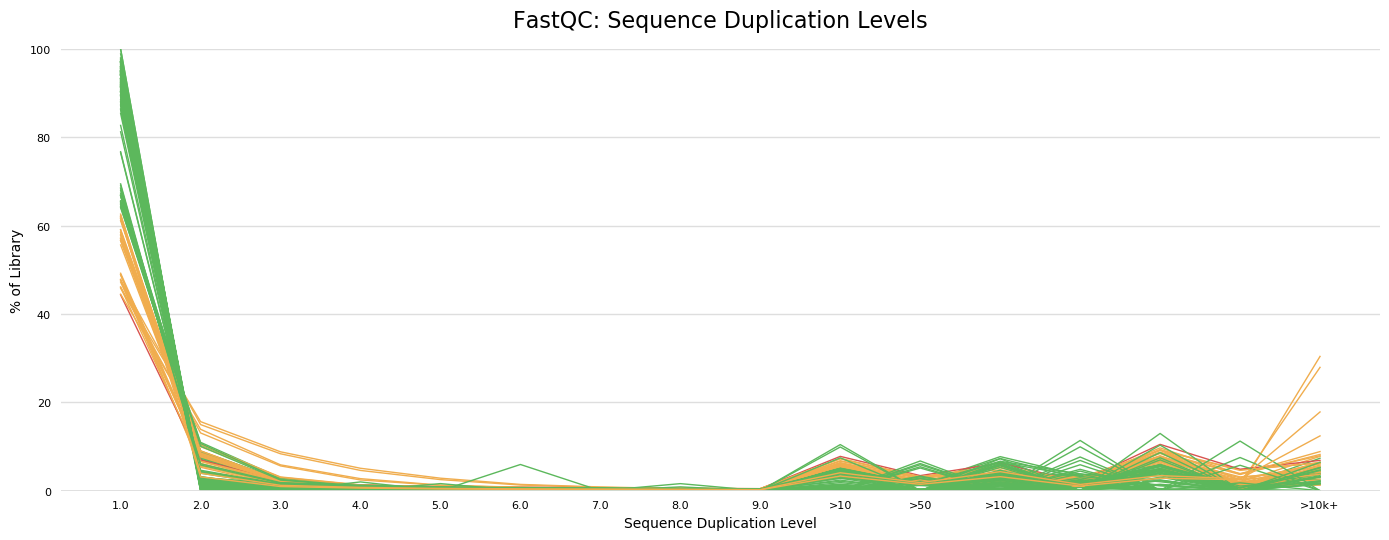 FastQC: Sequence Duplication Levels
% of Library
100
80
60
40
20
0
1.0 2.0 3.0 4.0 5.0 6.0 7.0 8.0 9.0 >10 >50 >100 >500 >1k >5k >10k+
Sequence Duplication Level